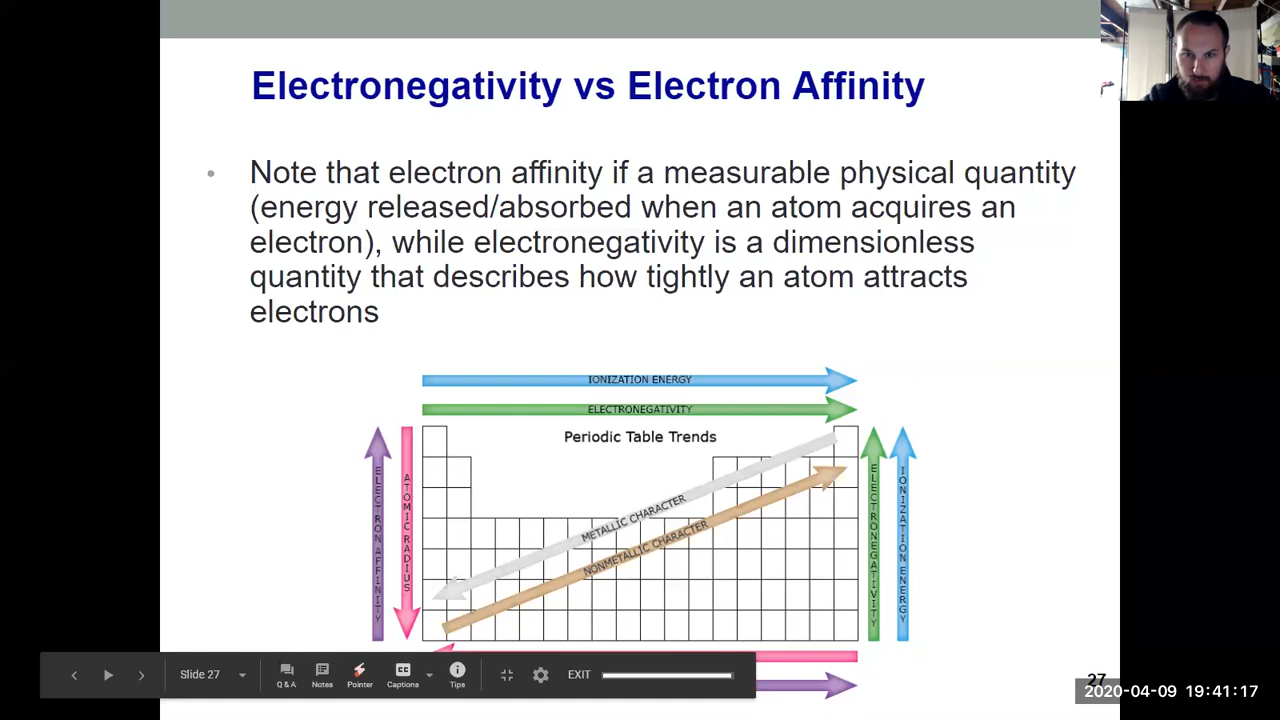 Electronegativity vs Electron Affinity
Note that electron affinity if a measurable physical quantity
(energy released/absorbed when an atom acquires an
electron), while electronegativity is a dimensionless
quantity that describes how tightly an atom attracts
electrons
IONIZATION ENERGY
ELECTRONEGATIVITY
Periodic Table Trends
ELECTRON AFFINITY
ATOMIC RADIUS
METALLIC CHARACTER
NONMETALLIC CHARACTER
ELECTRONEGATIVITY
IONIZATION ENERGY
Slide 27
Q & A
Notes
Pointer
Captions
Tips
EXIT
27
2020-04-09 19:41:17